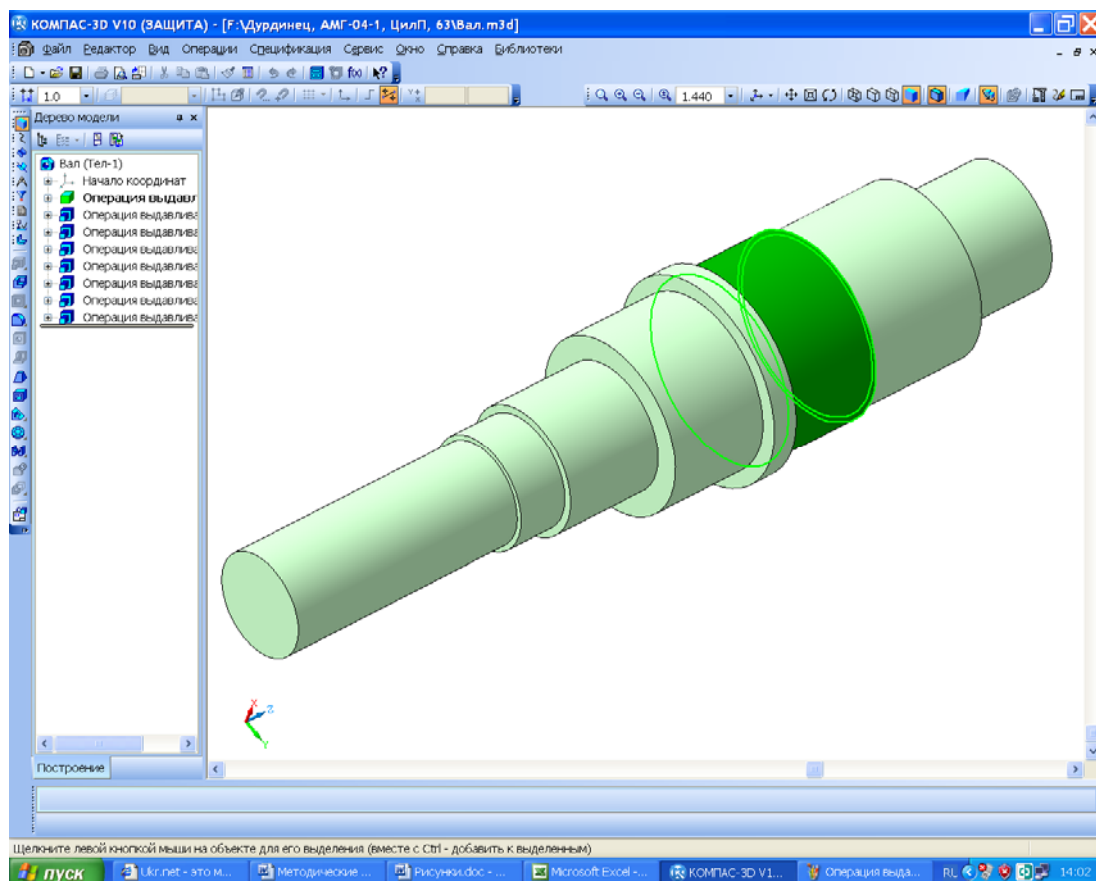 КОМПАС-3D V10 (ЗАЩИТА) - [F:\Дурдинец, АМГ-04-1, ЦилП, 63\Вал.m3d]
Файл Редактор Вид Операции Спецификация Сервис Окно Справка Библиотеки
1.0 1.440
Дерево модели
Вал (Тел-1)
Начало координат
Операция выдавл
Операция выдавлива
Операция выдавлива
Операция выдавлива
Операция выдавлива
Операция выдавлива
Операция выдавлива
Операция выдавлива
X
Z
Y
Построение
Щелкните левой кнопкой мыши на объекте для его выделения (вместе с Ctrl - добавить к выделенным)
пуск Ukr.net - это м... Методические ... Рисунки.doc - ... Microsoft Excel -... КОМПАС-3D V1... Операция выда... RU 14:02